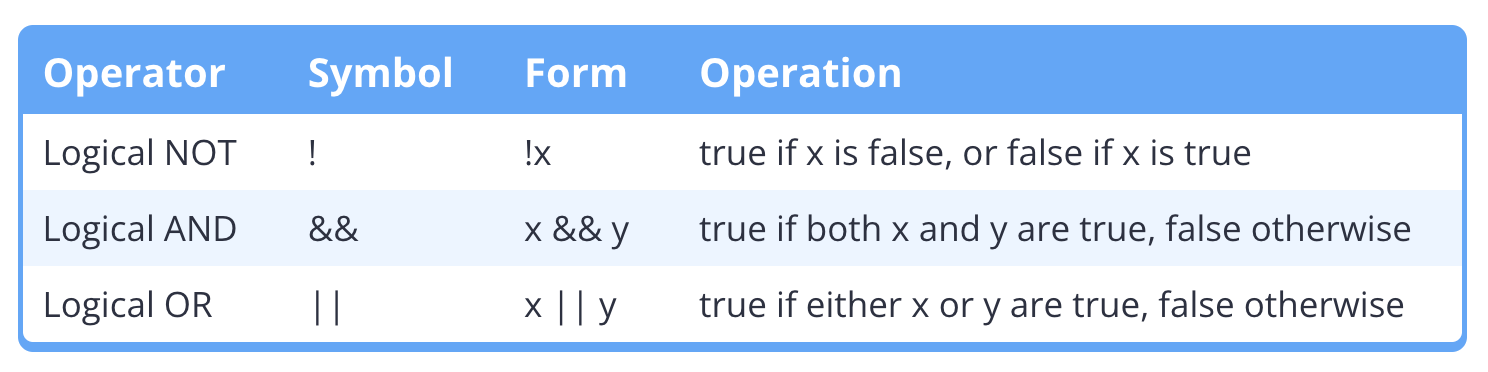 Operator Symbol Form Operation
Logical NOT ! !x true if x is false, or false if x is true
Logical AND && x && y true if both x and y are true, false otherwise
Logical OR || x || y true if either x or y are true, false otherwise